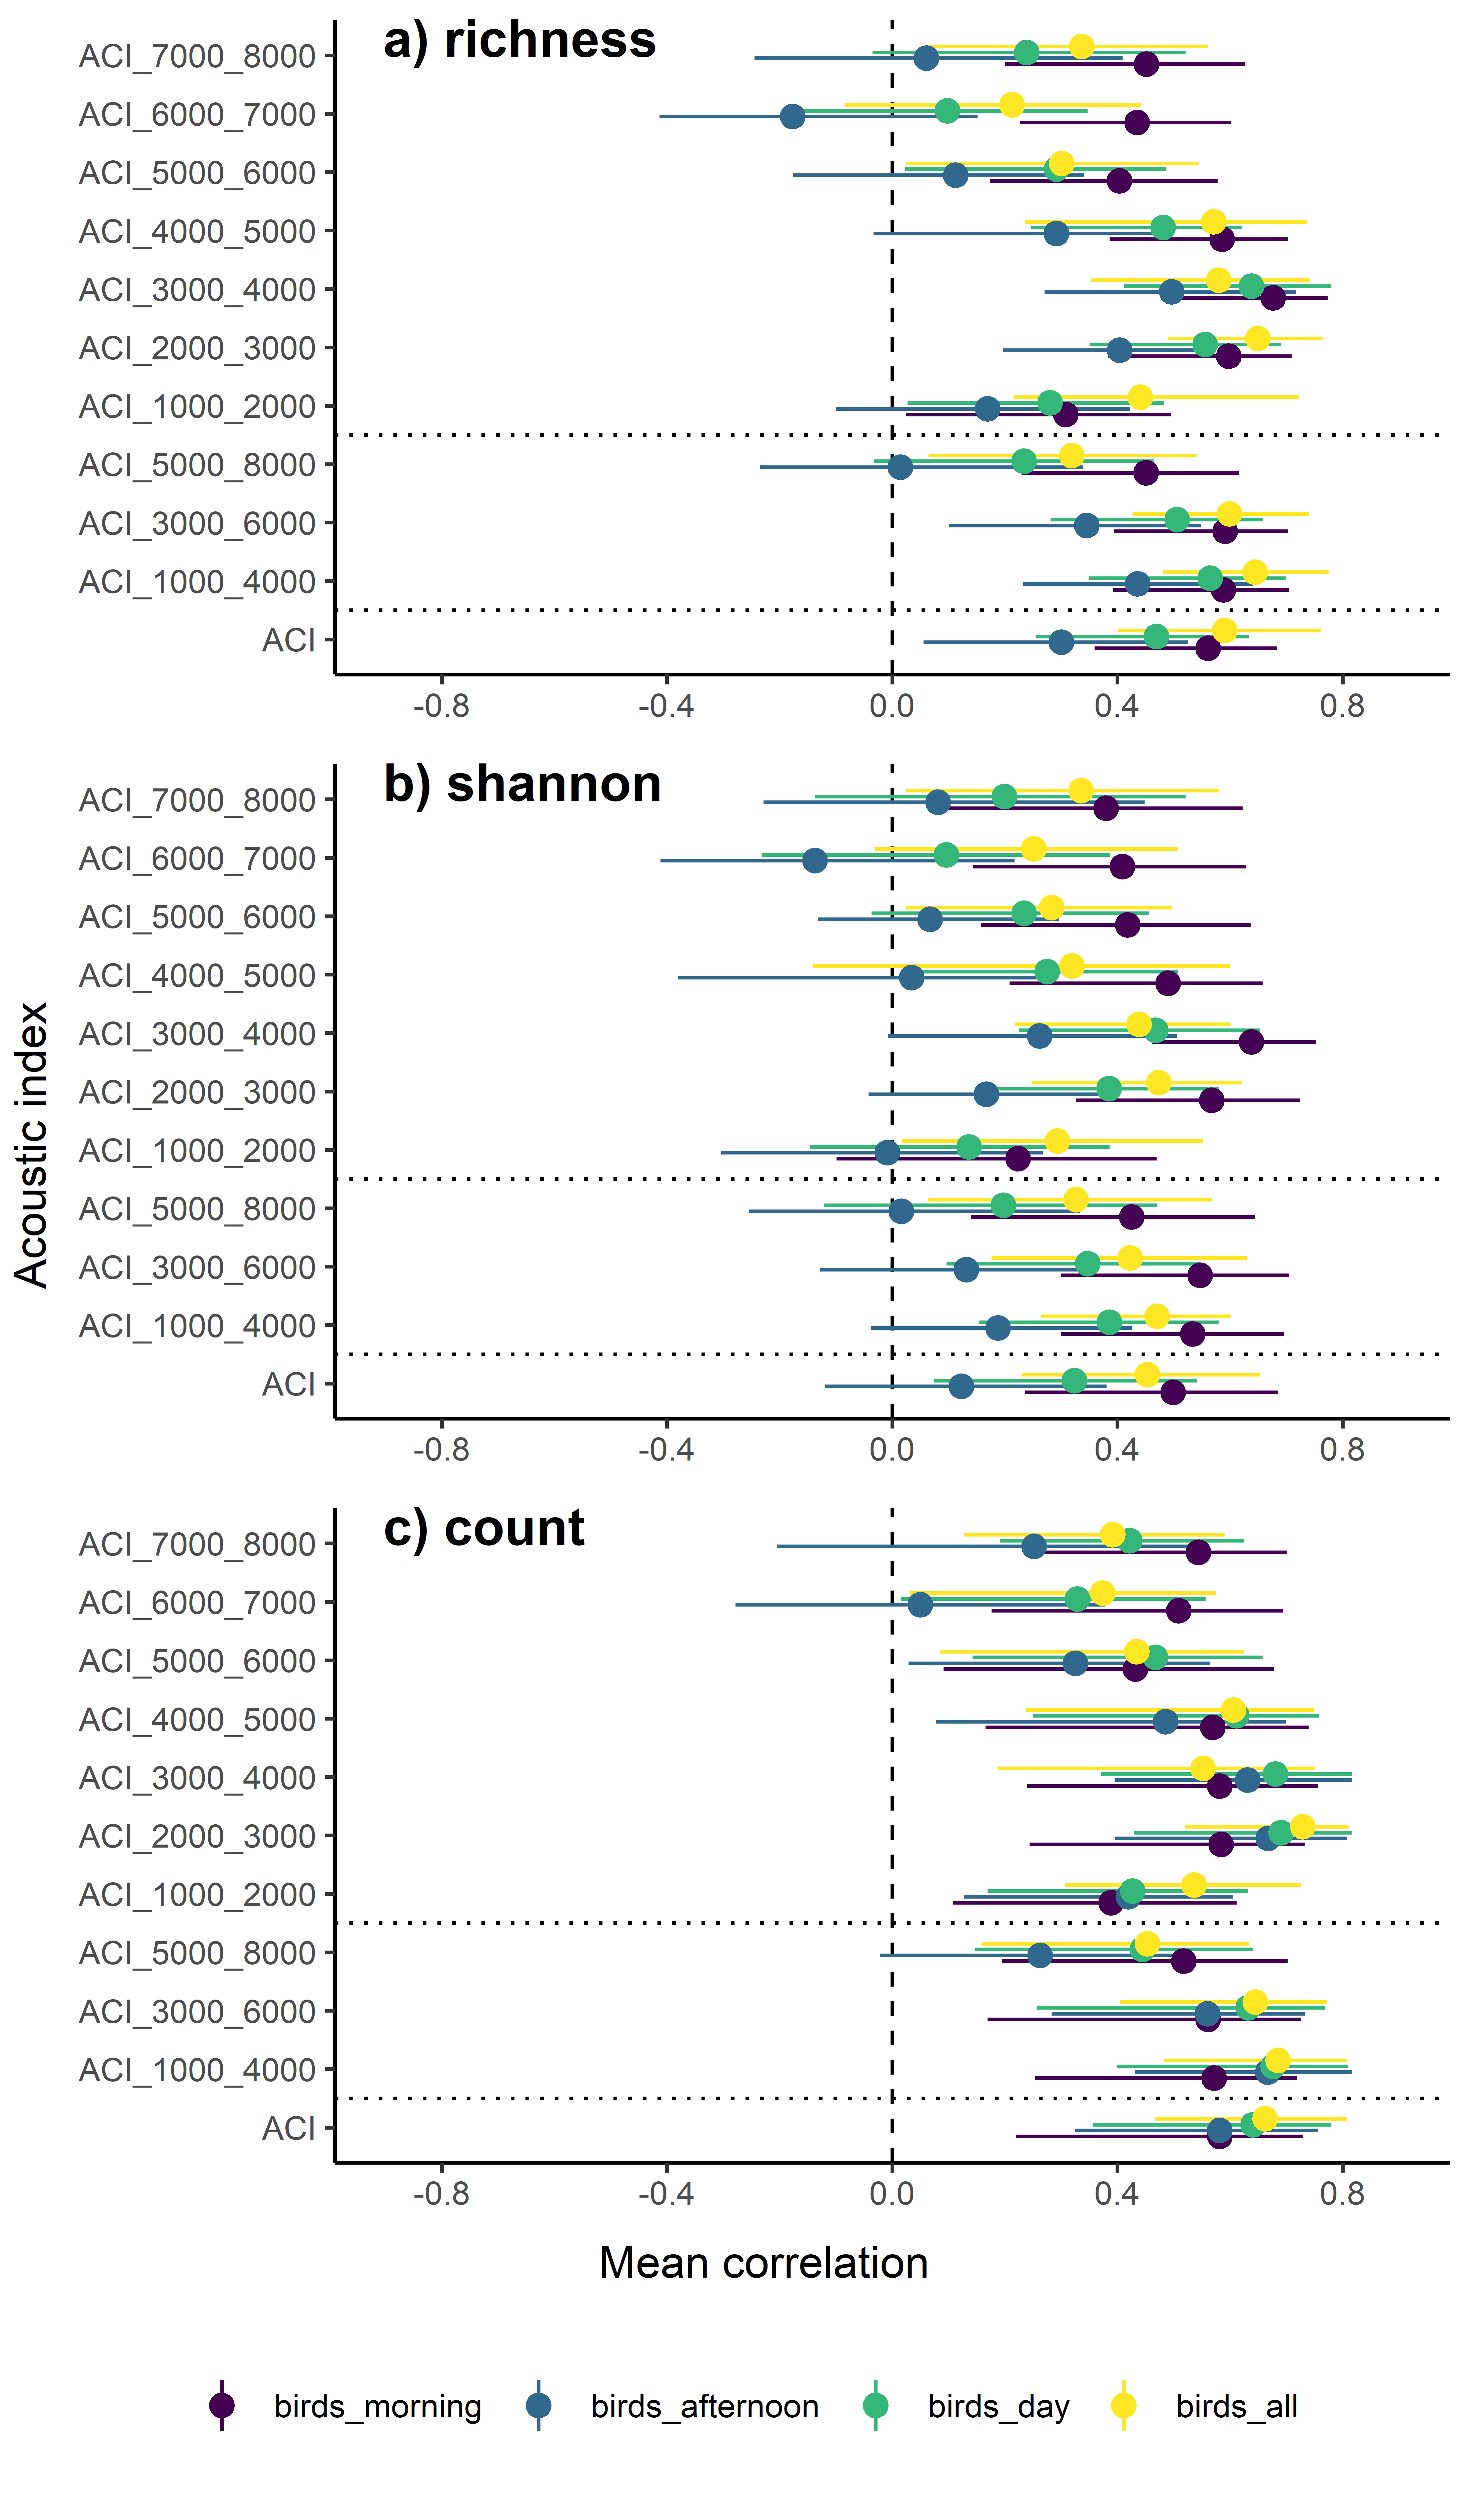 a) richness
ACI_7000_8000
ACI_6000_7000
ACI_5000_6000
ACI_4000_5000
ACI_3000_4000
ACI_2000_3000
ACI_1000_2000
ACI_5000_8000
ACI_3000_6000
ACI_1000_4000
ACI
-0.8 -0.4 0.0 0.4 0.8
b) shannon
ACI_7000_8000
ACI_6000_7000
ACI_5000_6000
ACI_4000_5000
ACI_3000_4000
ACI_2000_3000
ACI_1000_2000
ACI_5000_8000
ACI_3000_6000
ACI_1000_4000
ACI
-0.8 -0.4 0.0 0.4 0.8
Acoustic index
c) count
ACI_7000_8000
ACI_6000_7000
ACI_5000_6000
ACI_4000_5000
ACI_3000_4000
ACI_2000_3000
ACI_1000_2000
ACI_5000_8000
ACI_3000_6000
ACI_1000_4000
ACI
-0.8 -0.4 0.0 0.4 0.8
Mean correlation
birds_morning birds_afternoon birds_day birds_all